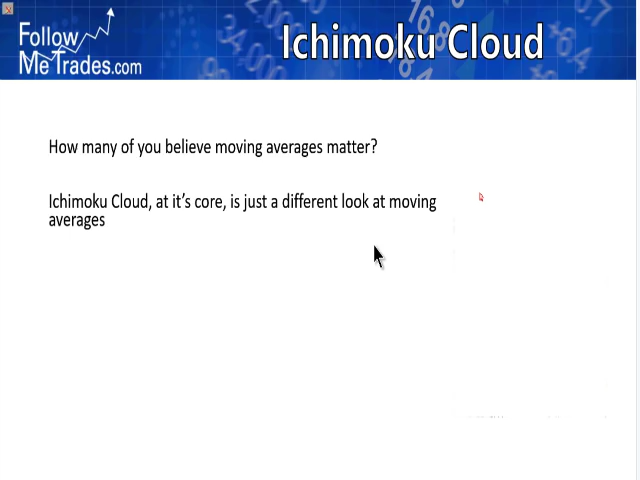 Follow
Me Trades.com
Ichimoku Cloud
How many of you believe moving averages matter?
Ichimoku Cloud, at it's core, is just a different look at moving
averages